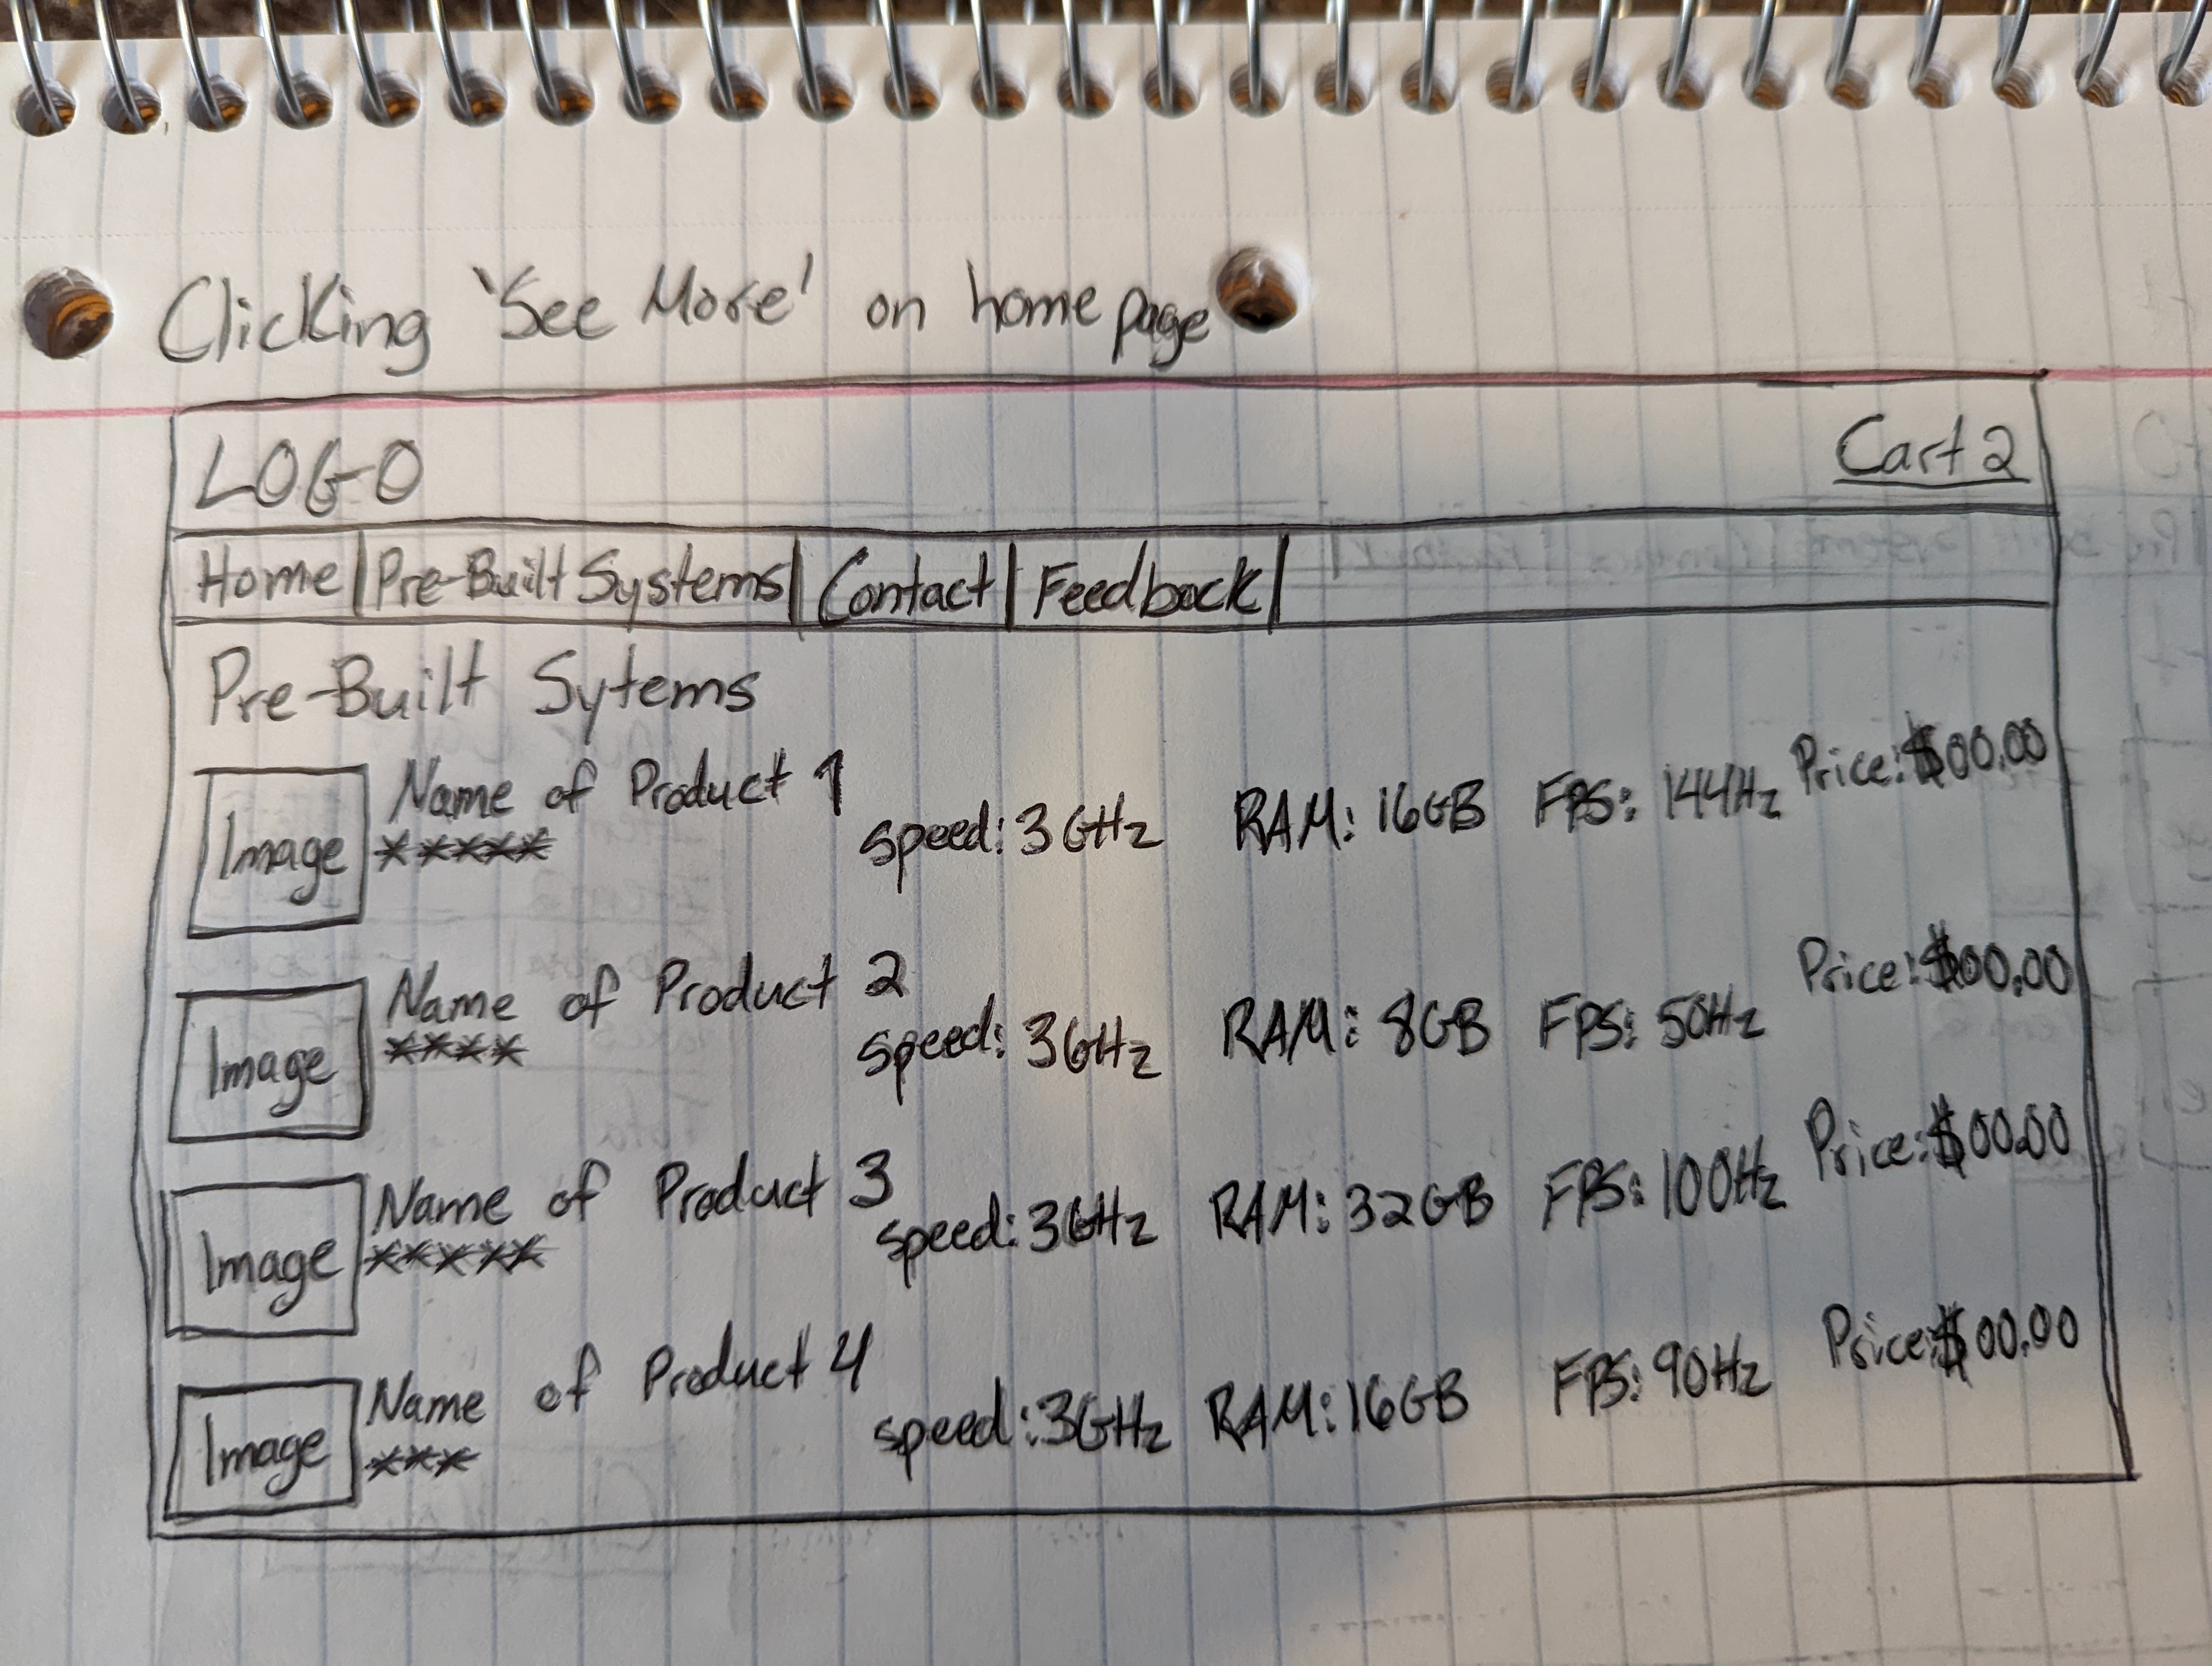 Clicking 'See More' on home page
LOGO
Cart 2
Home | Pre-Built Systems | Contact | Feedback |
Pre-Built Sytems
Image
Name of Product 1
*****
speed: 3GHz RAM: 16GB FPS: 144Hz Price: $00.00
Image
Name of Product 2
****
speed: 3GHz RAM: 8GB FPS: 50Hz Price: $00.00
Image
Name of Product 3
*****
speed: 3GHz RAM: 32GB FPS: 100Hz Price: $00.00
Image
Name of Product 4
***
speed: 3GHz RAM: 16GB FPS: 90Hz Price: $00.00